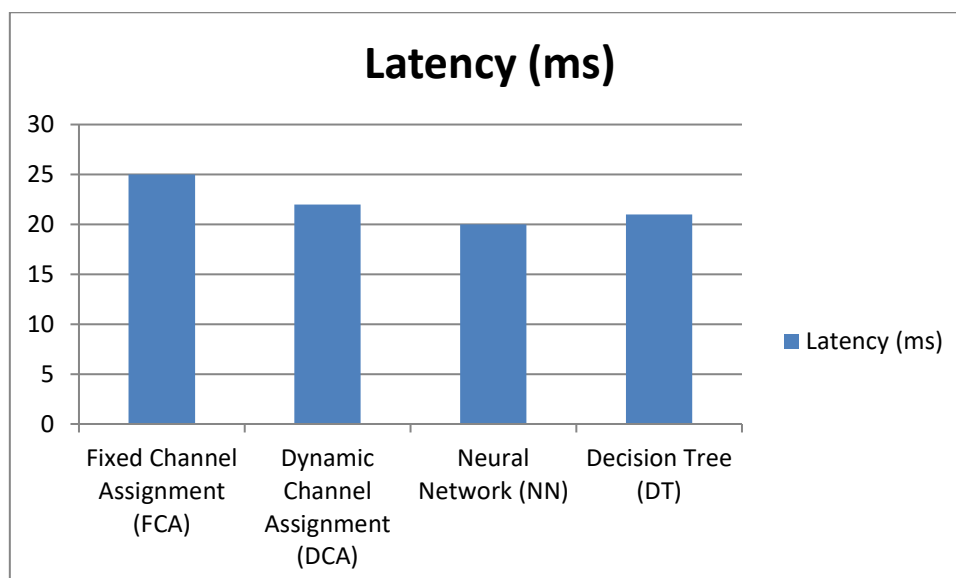 Latency (ms)
30
25
20
15
10
5
0
Latency (ms)
Fixed Channel
Assignment
(FCA)
Dynamic
Channel
Assignment
(DCA)
Neural
Network (NN)
Decision Tree
(DT)